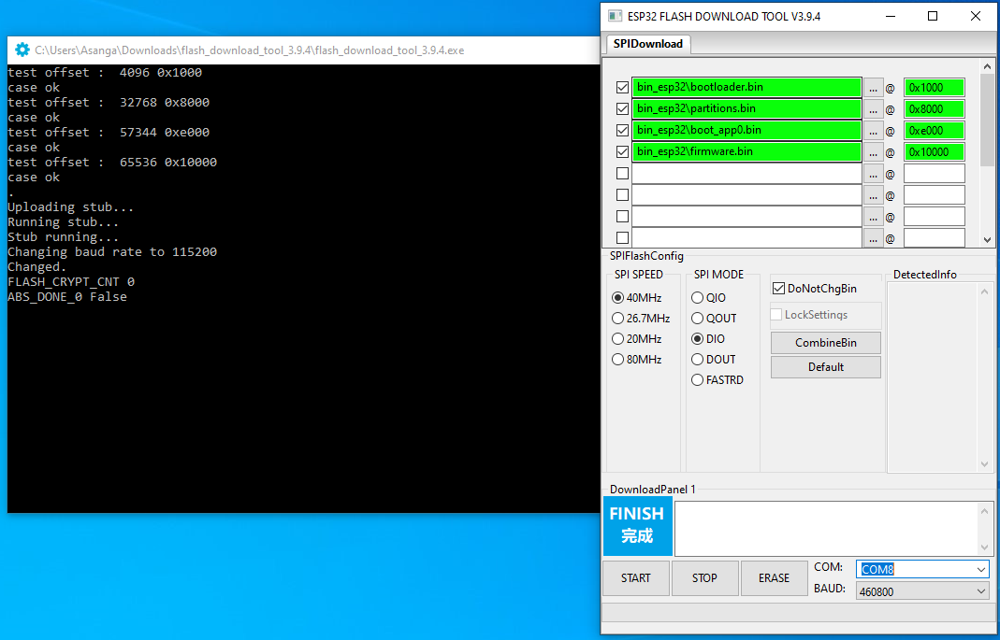 C:\Users\Asanga\Downloads\flash_download_tool_3.9.4\flash_download_tool_3.9.4.exe
test offset :  4096 0x1000
case ok
test offset :  32768 0x8000
case ok
test offset :  57344 0xe000
case ok
test offset :  65536 0x10000
case ok
.
Uploading stub...
Running stub...
Stub running...
Changing baud rate to 115200
Changed.
FLASH_CRYPT_CNT 0
ABS_DONE_0 False
ESP32 FLASH DOWNLOAD TOOL V3.9.4
SPIDownload
bin_esp32\bootloader.bin ... @ 0x1000
bin_esp32\partitions.bin ... @ 0x8000
bin_esp32\boot_app0.bin ... @ 0xe000
bin_esp32\firmware.bin ... @ 0x10000
... @
... @
... @
... @
SPIFlashConfig
SPI SPEED
40MHz
26.7MHz
20MHz
80MHz
SPI MODE
QIO
QOUT
DIO
DOUT
FASTRD
DoNotChgBin
LockSettings
CombineBin
Default
DetectedInfo
DownloadPanel 1
FINISH
完成
START STOP ERASE
COM: COM8
BAUD: 460800